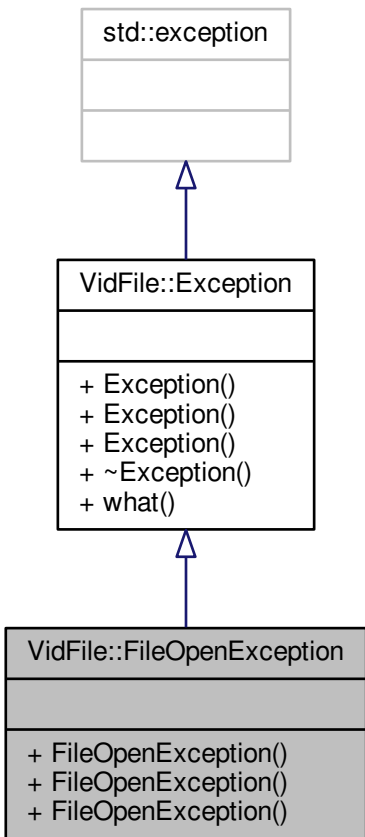 std::exception
VidFile::Exception
+ Exception()
+ Exception()
+ Exception()
+ ~Exception()
+ what()
VidFile::FileOpenException
+ FileOpenException()
+ FileOpenException()
+ FileOpenException()